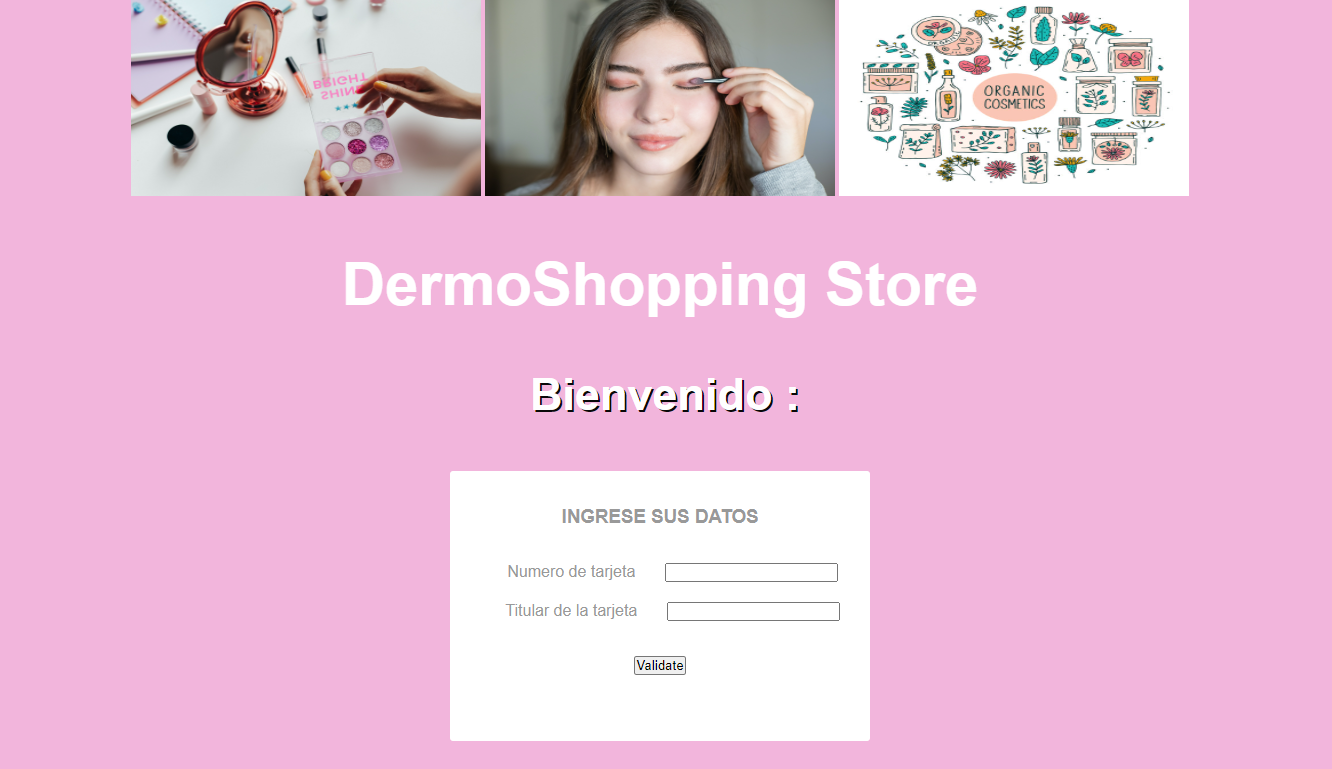 BRIGHT
SHINE
ORGANIC
COSMETICS
DermoShopping Store
Bienvenido :
INGRESE SUS DATOS
Numero de tarjeta
Titular de la tarjeta
Validate